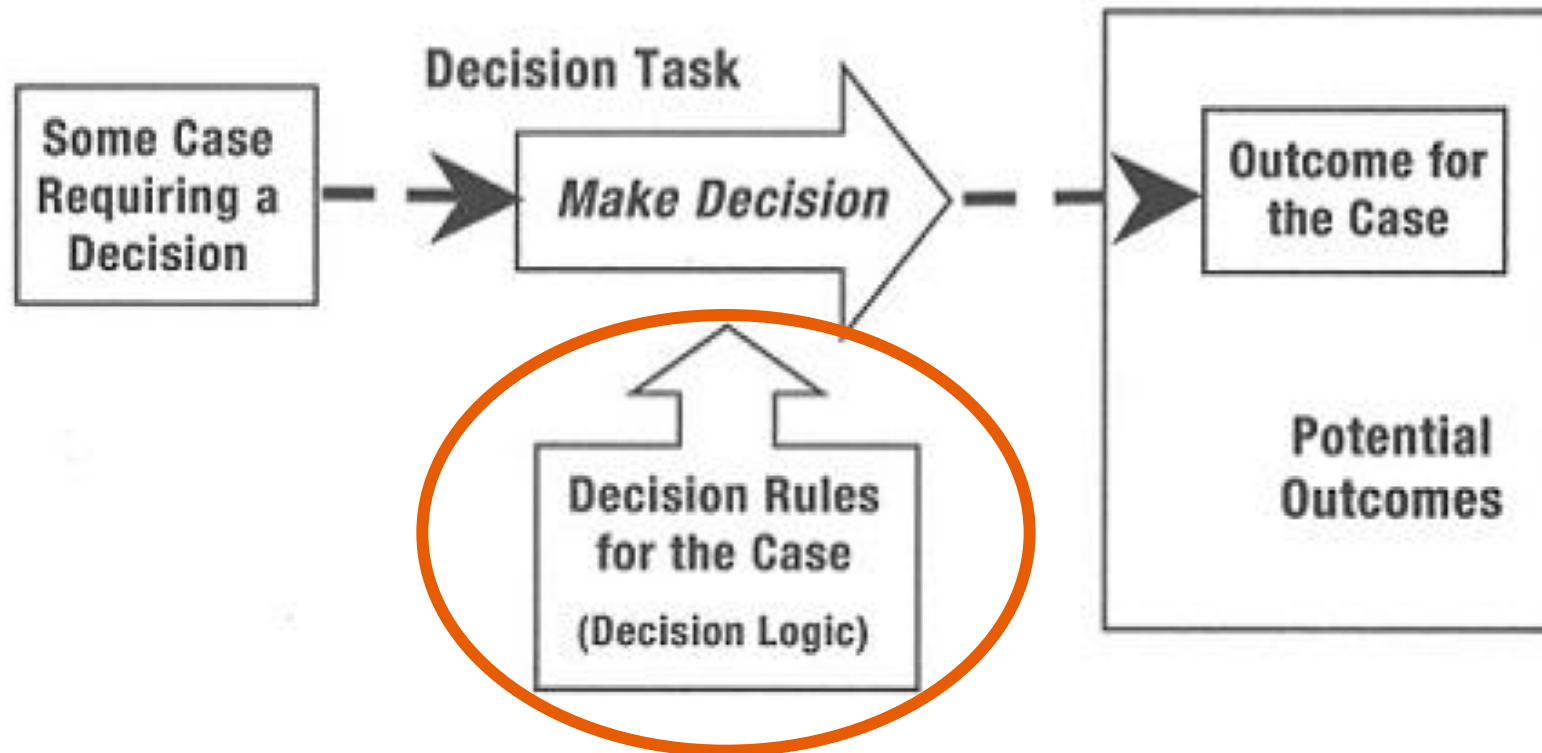 Decision Task
Some Case
Requiring a
Decision
Make Decision
Outcome for
the Case
Decision Rules
for the Case
(Decision Logic)
Potential
Outcomes